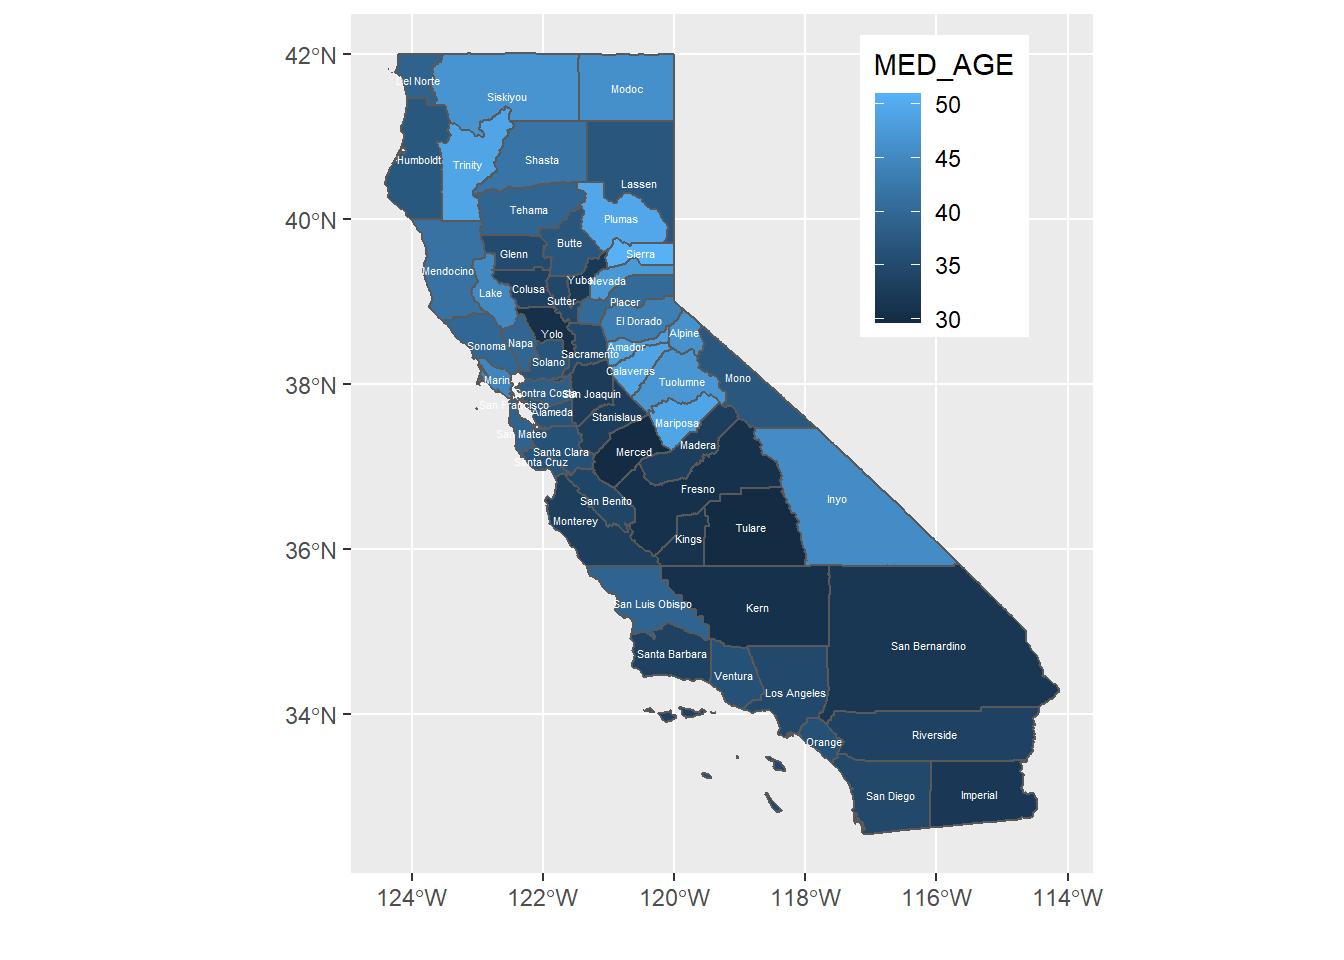 MED_AGE
50
45
40
35
30
42°N
40°N
38°N
36°N
34°N
124°W
122°W
120°W
118°W
116°W
114°W
Del Norte
Siskiyou
Modoc
Humboldt
Trinity
Shasta
Lassen
Tehama
Plumas
Butte
Glenn
Sierra
Mendocino
Lake
Colusa
Yuba
Nevada
Sutter
Placer
El Dorado
Yolo
Alpine
Sonoma
Napa
Sacramento
Amador
Solano
Calaveras
Marin
Tuolumne
Mono
Contra Costa
San Joaquin
San Francisco
Alameda
Stanislaus
Mariposa
San Mateo
Madera
Santa Clara
Merced
Santa Cruz
Fresno
San Benito
Inyo
Monterey
Tulare
Kings
San Luis Obispo
Kern
San Bernardino
Santa Barbara
Ventura
Los Angeles
Orange
Riverside
San Diego
Imperial